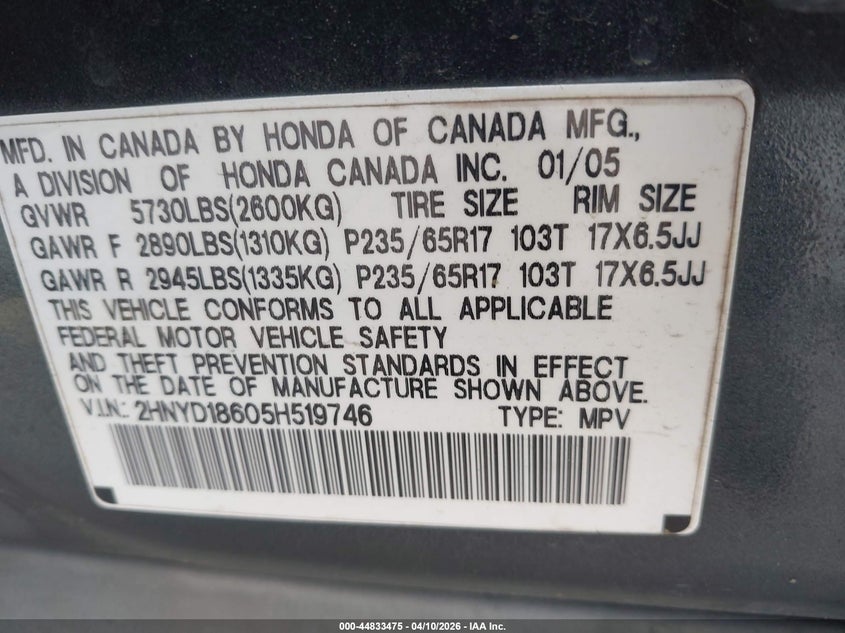 MFD. IN CANADA BY HONDA OF CANADA MFG.,
A DIVISION OF HONDA CANADA INC. 01/05
GVWR 5730LBS(2600KG) TIRE SIZE RIM SIZE
GAWR F 2890LBS(1310KG) P235/65R17 103T 17X6.5JJ
GAWR R 2945LBS(1335KG) P235/65R17 103T 17X6.5JJ
THIS VEHICLE CONFORMS TO ALL APPLICABLE
FEDERAL MOTOR VEHICLE SAFETY
AND THEFT PREVENTION STANDARDS IN EFFECT
ON THE DATE OF MANUFACTURE SHOWN ABOVE.
V.I.N.: 2HNYD18605H519746 TYPE: MPV
000-44833475 | 04/10/2026 - IAA Inc.